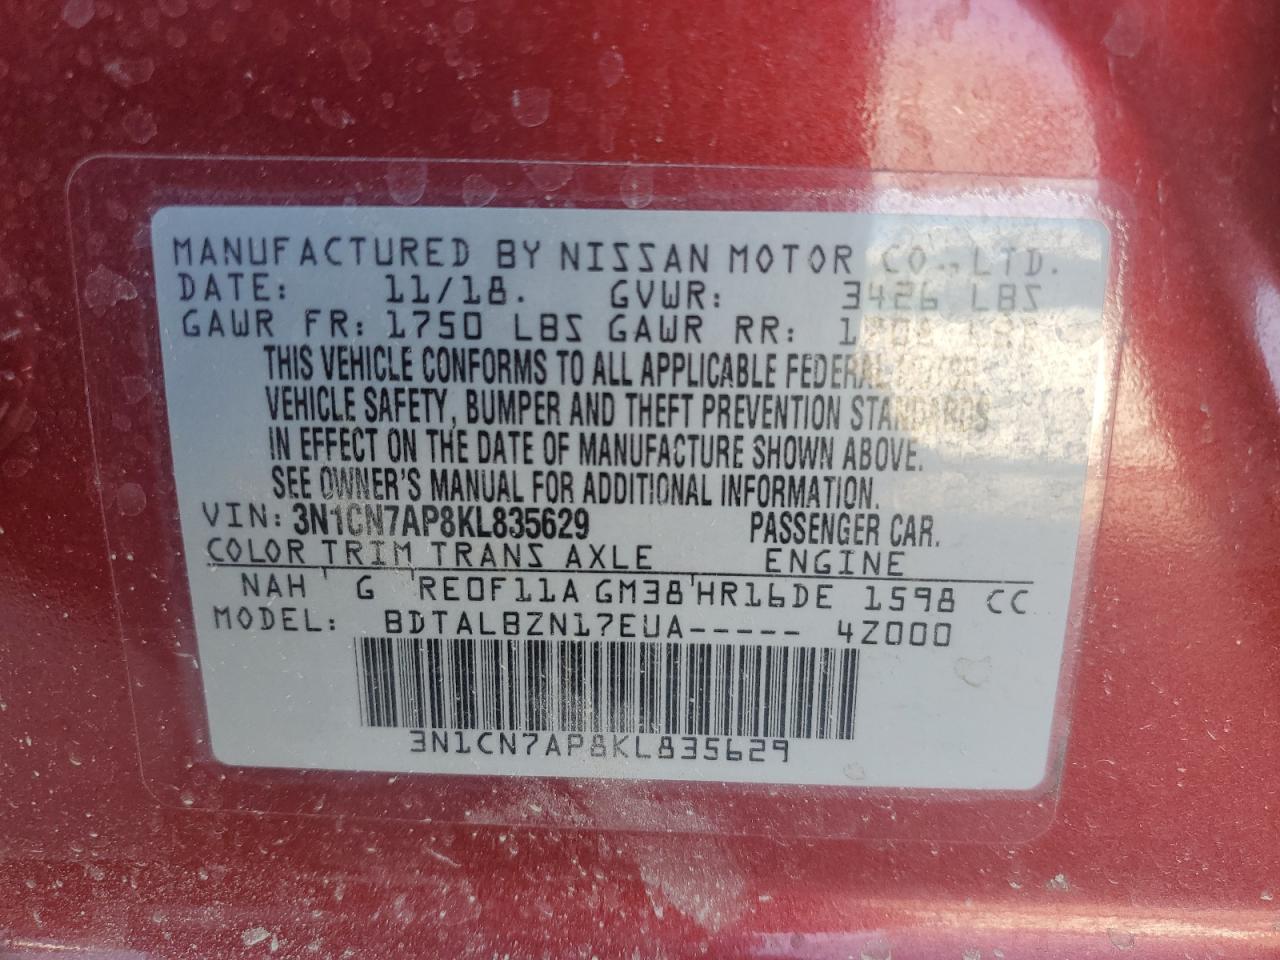 MANUFACTURED BY NISSAN MOTOR CO., LTD.
DATE: 11/18. GVWR: 3426 LBS
GAWR FR: 1750 LBS GAWR RR: LBS
THIS VEHICLE CONFORMS TO ALL APPLICABLE FEDERAL MOTOR
VEHICLE SAFETY, BUMPER AND THEFT PREVENTION STANDARDS
IN EFFECT ON THE DATE OF MANUFACTURE SHOWN ABOVE.
SEE OWNER'S MANUAL FOR ADDITIONAL INFORMATION.
VIN: 3N1CN7AP8KL835629 PASSENGER CAR.
COLOR TRIM TRANS AXLE ENGINE
NAH G RE0F11A GM38 HR16DE 1598 CC
MODEL: BDTALBZN17EUA----- 4Z000
3N1CN7AP8KL835629